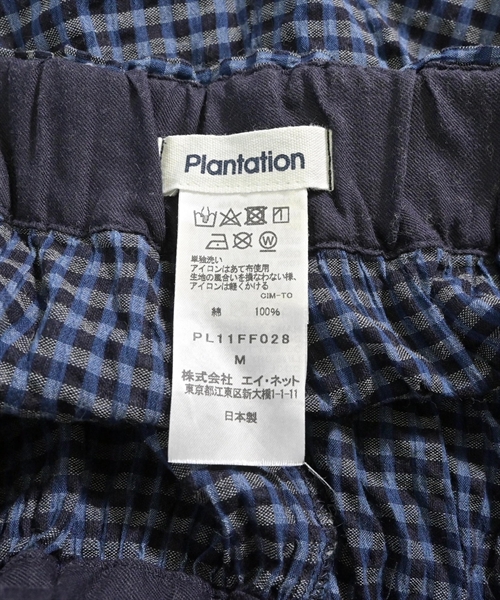 Plantation
単独洗い
アイロンはあて布使用
生地の風合いを損なわない様、
アイロンは軽くかける
CIM-TO
綿 100%
PL11FF028
M
株式会社 エイ・ネット
東京都江東区新大橋1-1-11
日本製